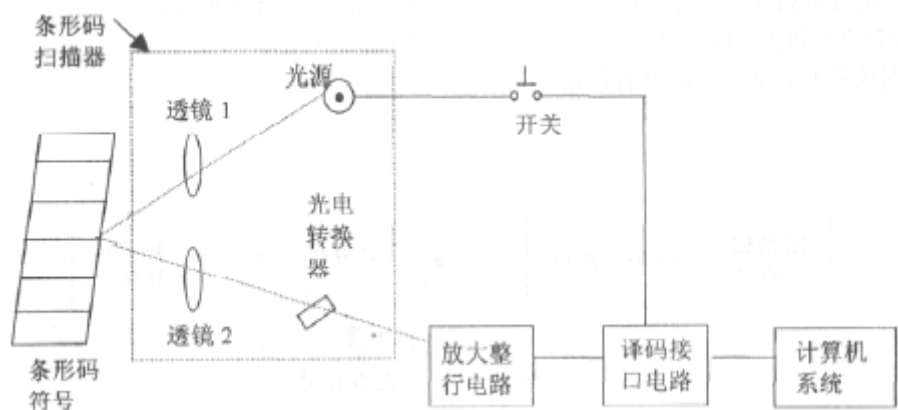 条形码
扫描器
光源
透镜 1
开关
光电
转换
器
透镜 2
放大整
行电路
译码接
口电路
计算机
系统
条形码
符号